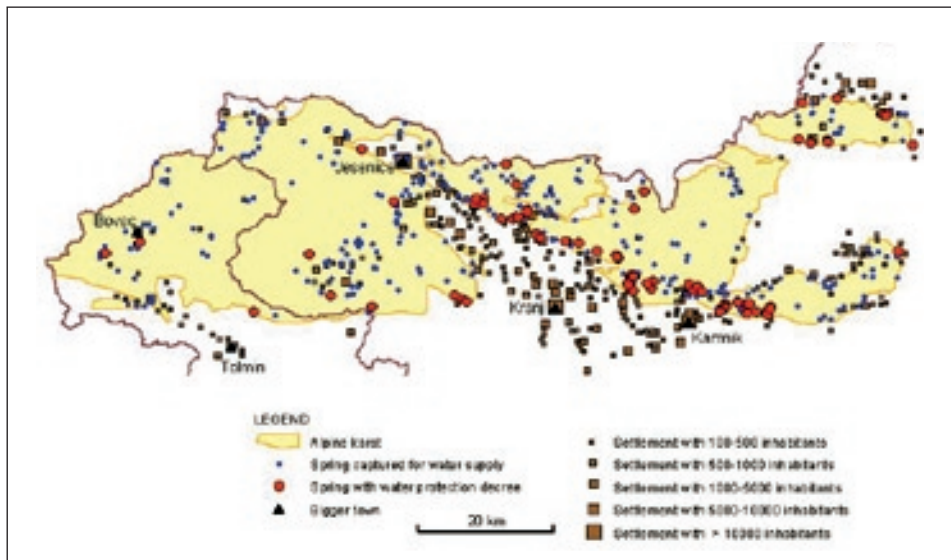 Jesenice
Bovec
Kranj
Kamnik
Tolmin
LEGEND
Alpine karst
Spring captured for water supply
Spring with water protection decree
Bigger town
20 km
Settlement with 100-500 inhabitants
Settlement with 500-1000 inhabitants
Settlement with 1000-5000 inhabitants
Settlement with 5000-10000 inhabitants
Settlement with > 10000 inhabitants